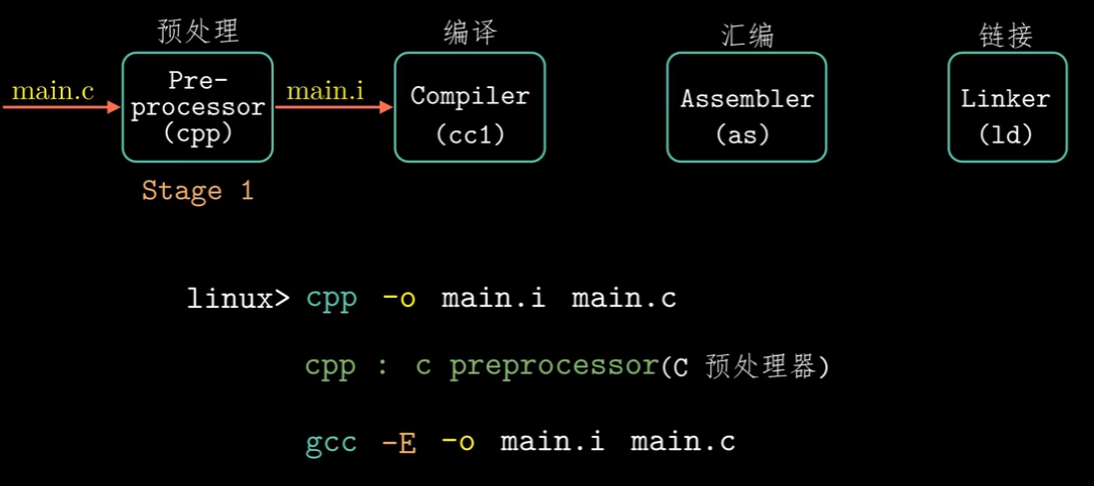 预处理
编译
汇编
链接
main.c
Pre-
processor
(cpp)
main.i
Compiler
(cc1)
Assembler
(as)
Linker
(ld)
Stage 1
linux> cpp -o main.i main.c
cpp : c preprocessor(C 预处理器)
gcc -E -o main.i main.c